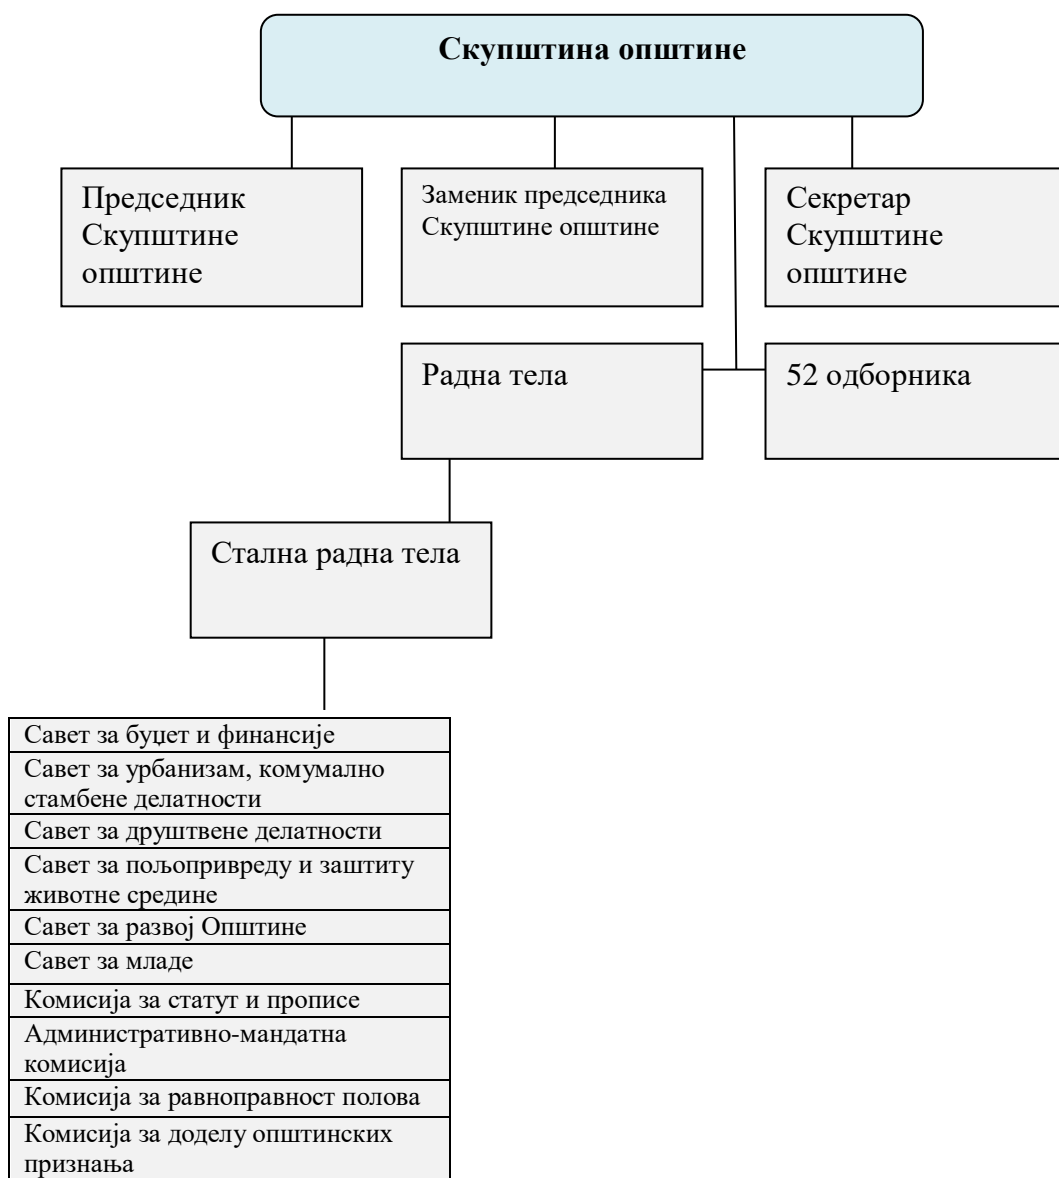 Скупштина општине
Председник
Скупштине
општине
Заменик председника
Скупштине општине
Секретар
Скупштине
општине
Радна тела
52 одборника
Стална радна тела
Савет за буџет и финансије
Савет за урбанизам, комумално
стамбене делатности
Савет за друштвене делатности
Савет за пољопривреду и заштиту
животне средине
Савет за развој Општине
Савет за младе
Комисија за статут и прописе
Административно-мандатна
комисија
Комисија за равноправност полова
Комисија за доделу општинских
признања